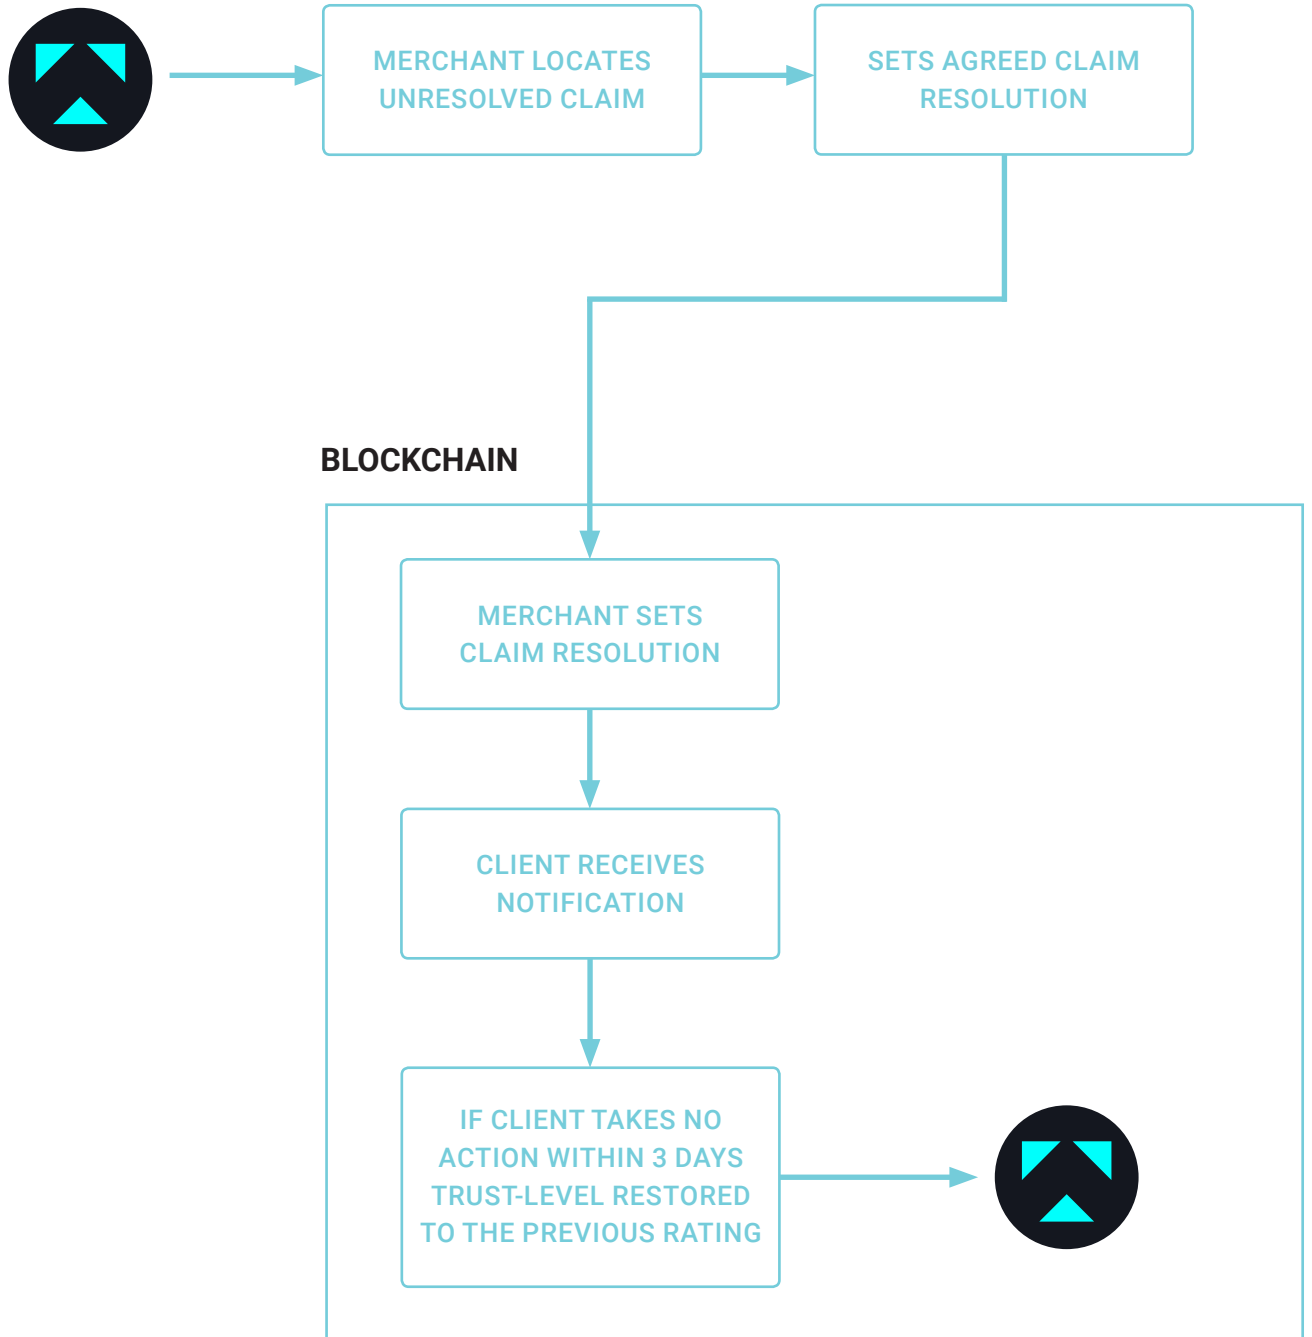 MERCHANT LOCATES
UNRESOLVED CLAIM
SETS AGREED CLAIM
RESOLUTION
BLOCKCHAIN
MERCHANT SETS
CLAIM RESOLUTION
CLIENT RECEIVES
NOTIFICATION
IF CLIENT TAKES NO
ACTION WITHIN 3 DAYS
TRUST-LEVEL RESTORED
TO THE PREVIOUS RATING